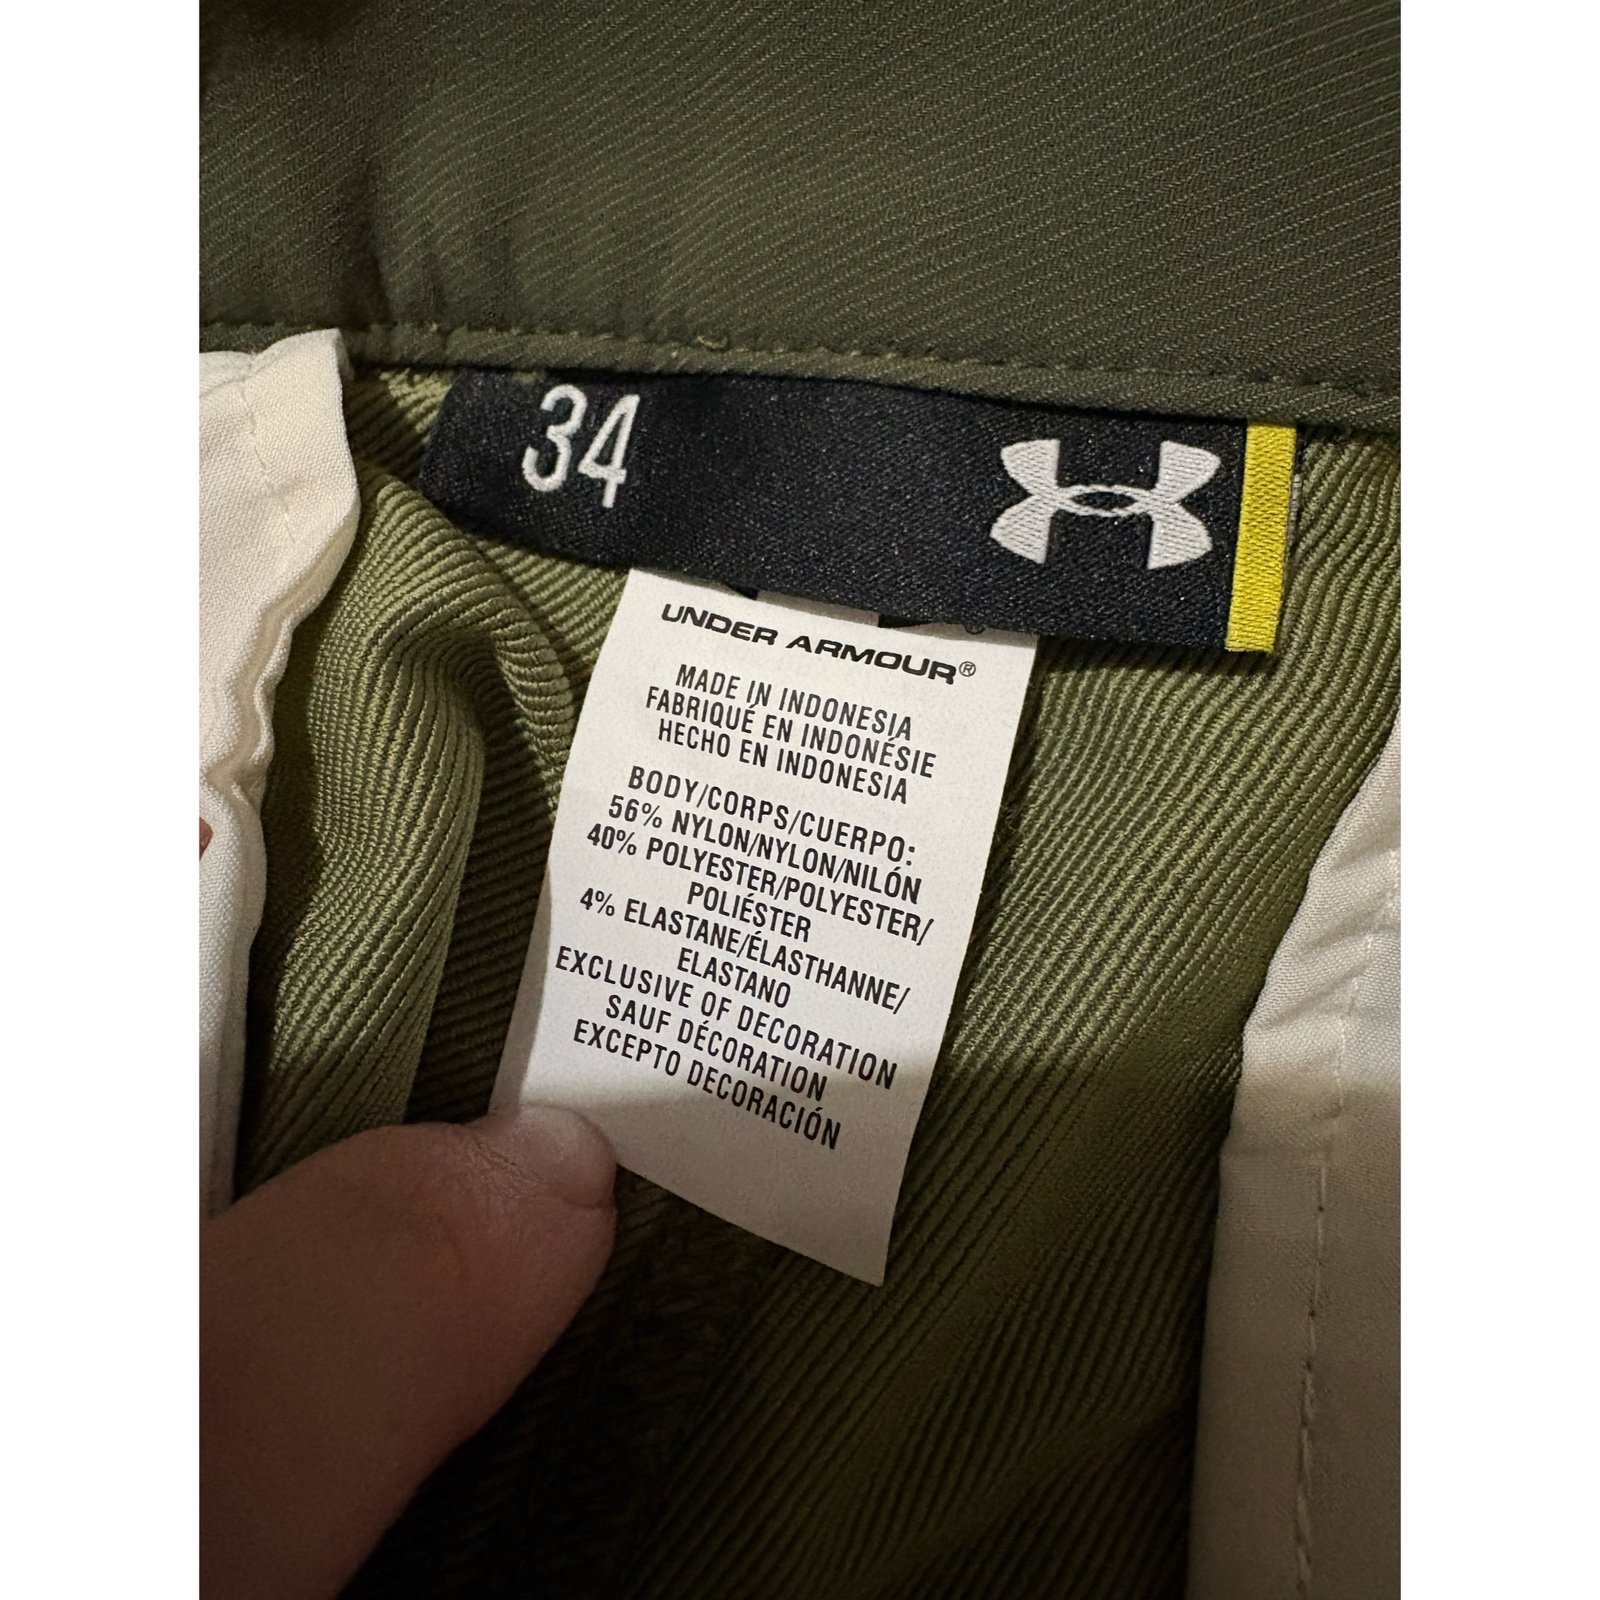 34
UNDER ARMOUR®
MADE IN INDONESIA
FABRIQUÉ EN INDONÉSIE
HECHO EN INDONESIA
BODY/CORPS/CUERPO:
56% NYLON/NYLON/NILÓN
40% POLYESTER/POLYESTER/
POLIÉSTER
4% ELASTANE/ÉLASTHANNE/
ELASTANO
EXCLUSIVE OF DECORATION
SAUF DÉCORATION
EXCEPTO DECORACIÓN